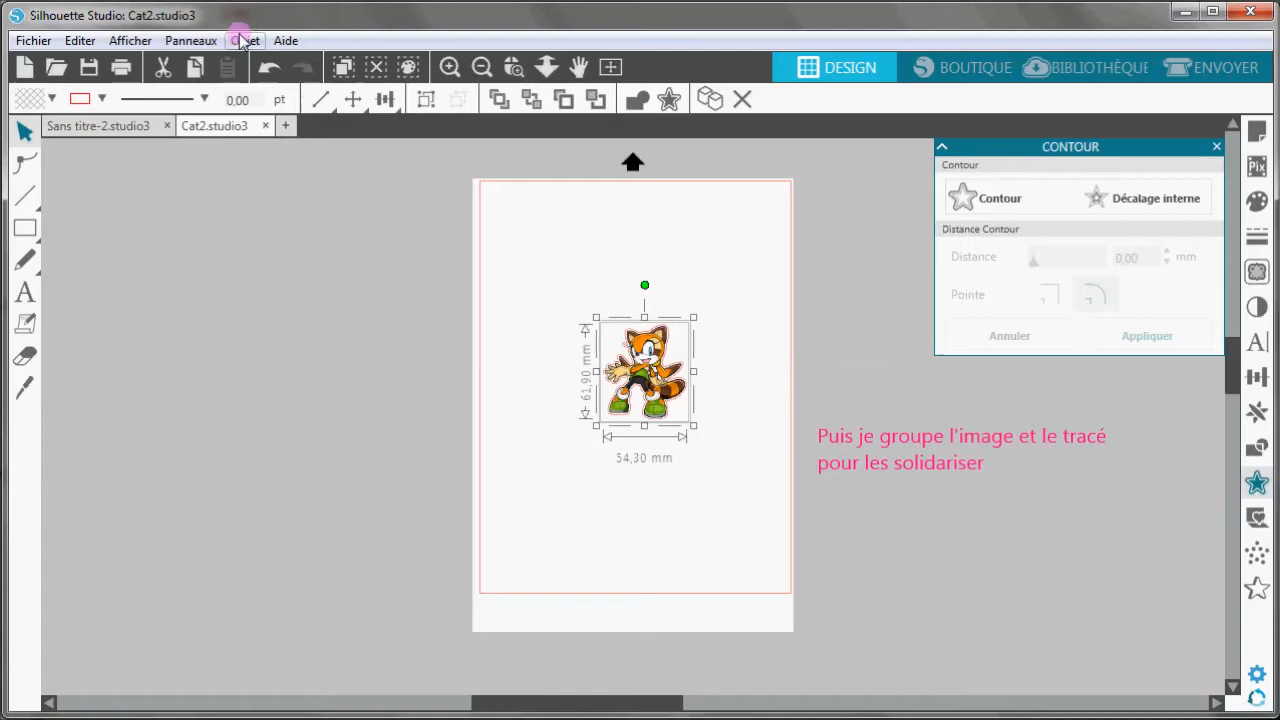 Silhouette Studio: Cat2.studio3
Fichier Editer Afficher Panneaux Objet Aide
DESIGN BOUTIQUE BIBLIOTHÈQUE ENVOYER
0.00 pt
Sans titre-2.studio3 Cat2.studio3
CONTOUR
Contour
Contour Décalage interne
Distance Contour
Distance 0,00 mm
Pointe
Annuler Appliquer
61,90 mm
54,30 mm
Puis je groupe l'image et le tracé
pour les solidariser
Pix
A
A